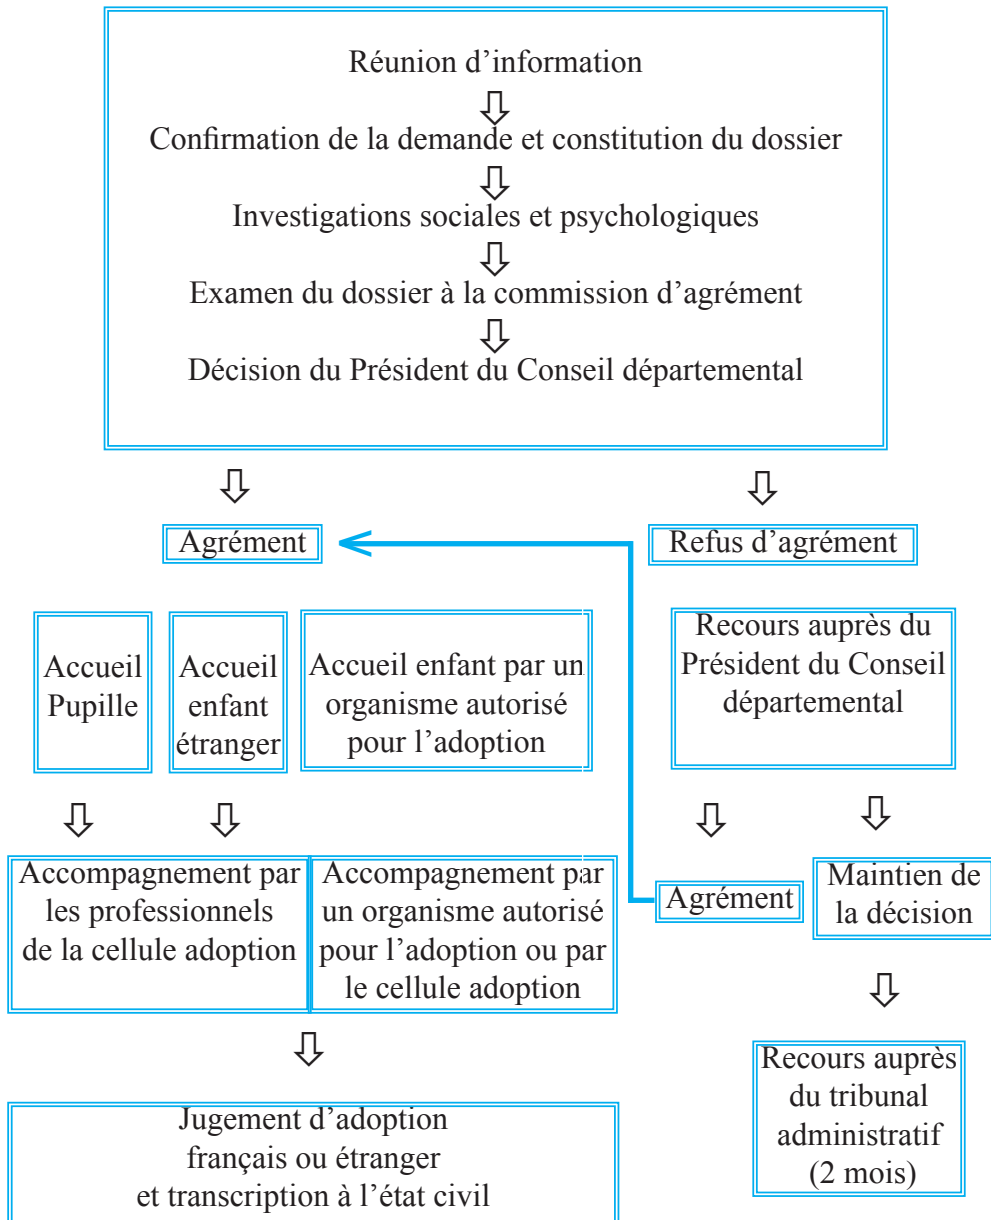 Réunion d'information
Confirmation de la demande et constitution du dossier
Investigations sociales et psychologiques
Examen du dossier à la commission d'agrément
Décision du Président du Conseil départemental
Agrément
Refus d'agrément
Accueil
Pupille
Accueil
enfant
étranger
Accueil enfant par un
organisme autorisé
pour l'adoption
Recours auprès du
Président du Conseil
départemental
Accompagnement par
les professionnels
de la cellule adoption
Accompagnement par
un organisme autorisé
pour l'adoption ou par
le cellule adoption
Agrément
Maintien de
la décision
Jugement d'adoption
français ou étranger
et transcription à l'état civil
Recours auprès
du tribunal
administratif
(2 mois)